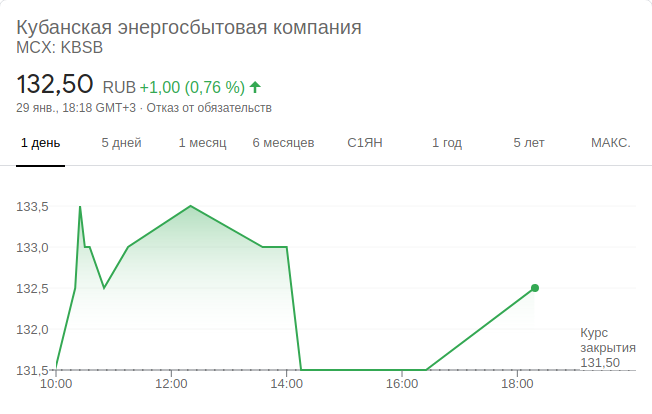 Кубанская энергосбытовая компания
MCX: KBSB
132,50 RUB +1,00 (0,76 %)
29 янв., 18:18 GMT+3 · Отказ от обязательств
1 день 5 дней 1 месяц 6 месяцев С1ЯН 1 год 5 лет МАКС.
133,5
133,0
132,5
132,0
131,5
Курс
закрытия
131,50
10:00 12:00 14:00 16:00 18:00